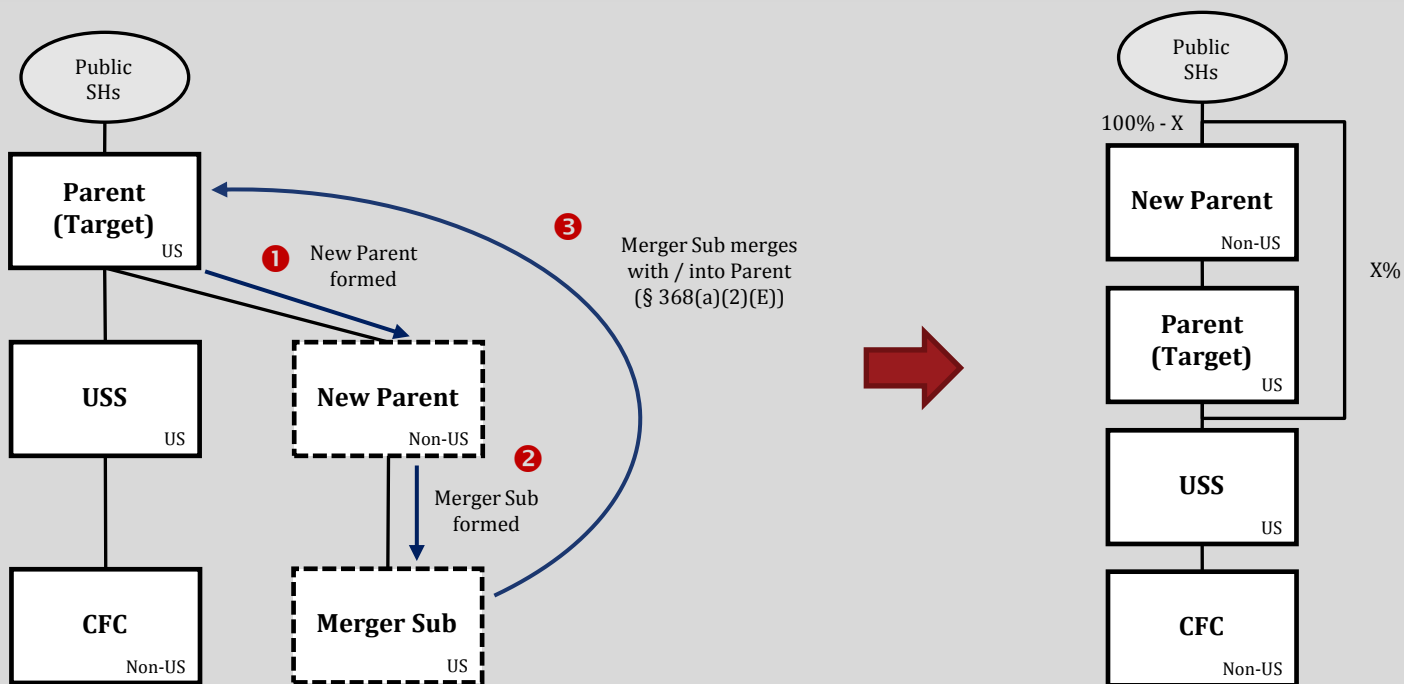 Public
SHs
Parent
(Target)
US
1
New Parent
formed
3
Merger Sub merges
with / into Parent
(§ 368(a)(2)(E))
USS
US
New Parent
Non-US
2
Merger Sub
formed
CFC
Non-US
Merger Sub
US
Public
SHs
100% - X
New Parent
Non-US
X%
Parent
(Target)
US
USS
US
CFC
Non-US